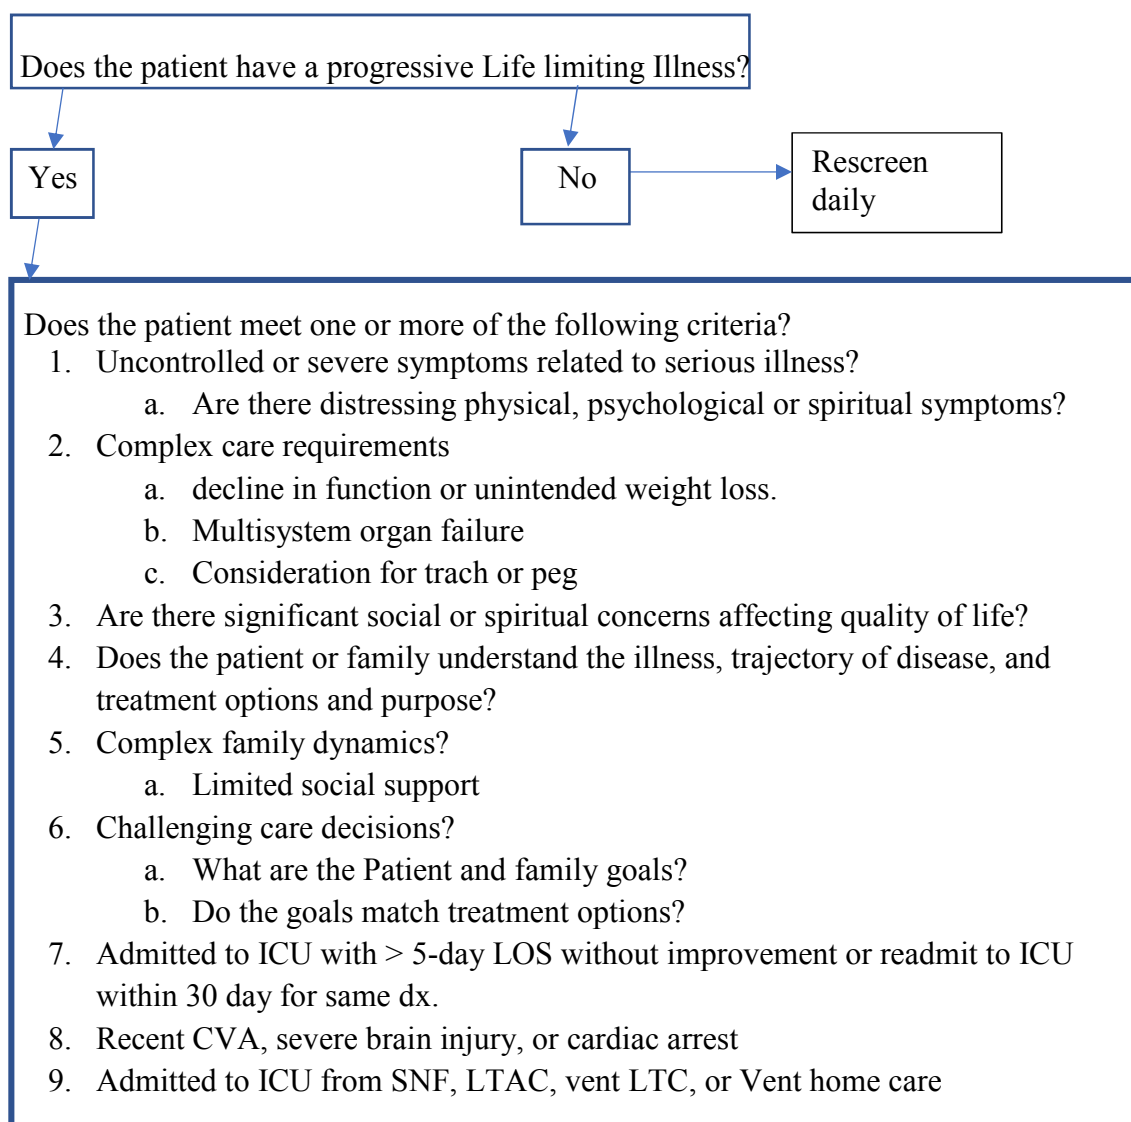 Does the patient have a progressive Life limiting Illness?
Yes
No
Rescreen
daily
Does the patient meet one or more of the following criteria?
1. Uncontrolled or severe symptoms related to serious illness?
a. Are there distressing physical, psychological or spiritual symptoms?
2. Complex care requirements
a. decline in function or unintended weight loss.
b. Multisystem organ failure
c. Consideration for trach or peg
3. Are there significant social or spiritual concerns affecting quality of life?
4. Does the patient or family understand the illness, trajectory of disease, and
treatment options and purpose?
5. Complex family dynamics?
a. Limited social support
6. Challenging care decisions?
a. What are the Patient and family goals?
b. Do the goals match treatment options?
7. Admitted to ICU with > 5-day LOS without improvement or readmit to ICU
within 30 day for same dx.
8. Recent CVA, severe brain injury, or cardiac arrest
9. Admitted to ICU from SNF, LTAC, vent LTC, or Vent home care